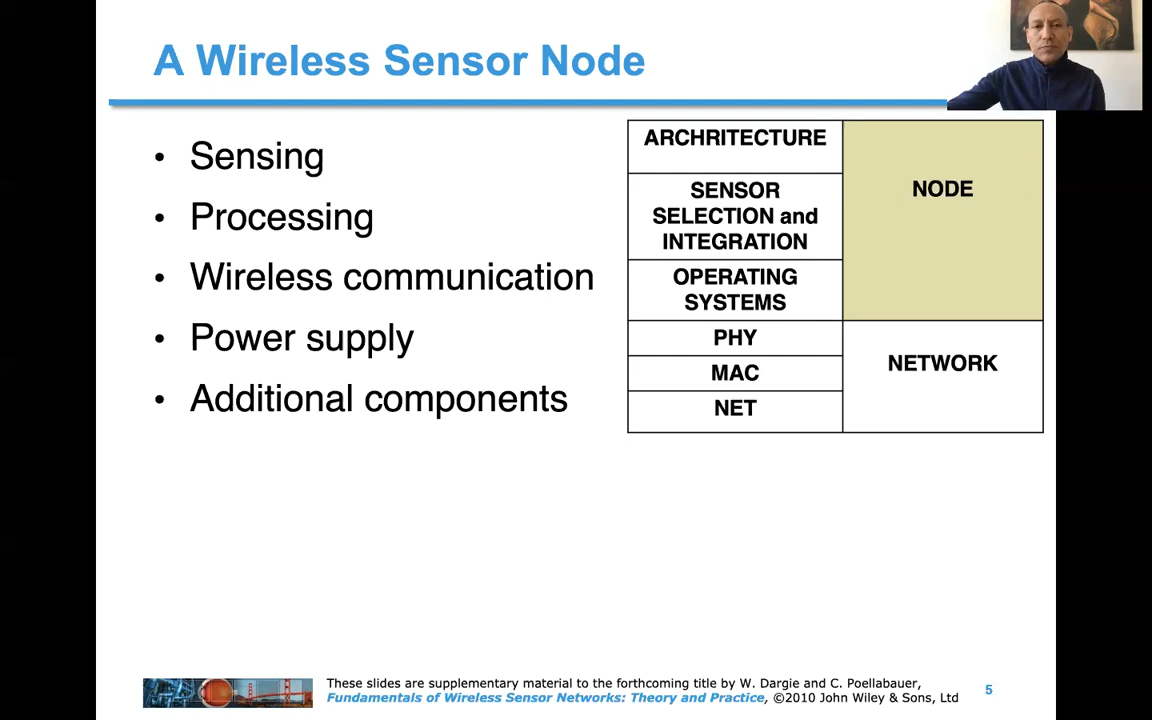 A Wireless Sensor Node
• Sensing
• Processing
• Wireless communication
• Power supply
• Additional components
ARCHRITECTURE
SENSOR
SELECTION and
INTEGRATION
OPERATING
SYSTEMS
PHY
MAC
NET
NODE
NETWORK
These slides are supplementary material to the forthcoming title by W. Dargie and C. Poellabauer,
Fundamentals of Wireless Sensor Networks: Theory and Practice, ©2010 John Wiley & Sons, Ltd
5